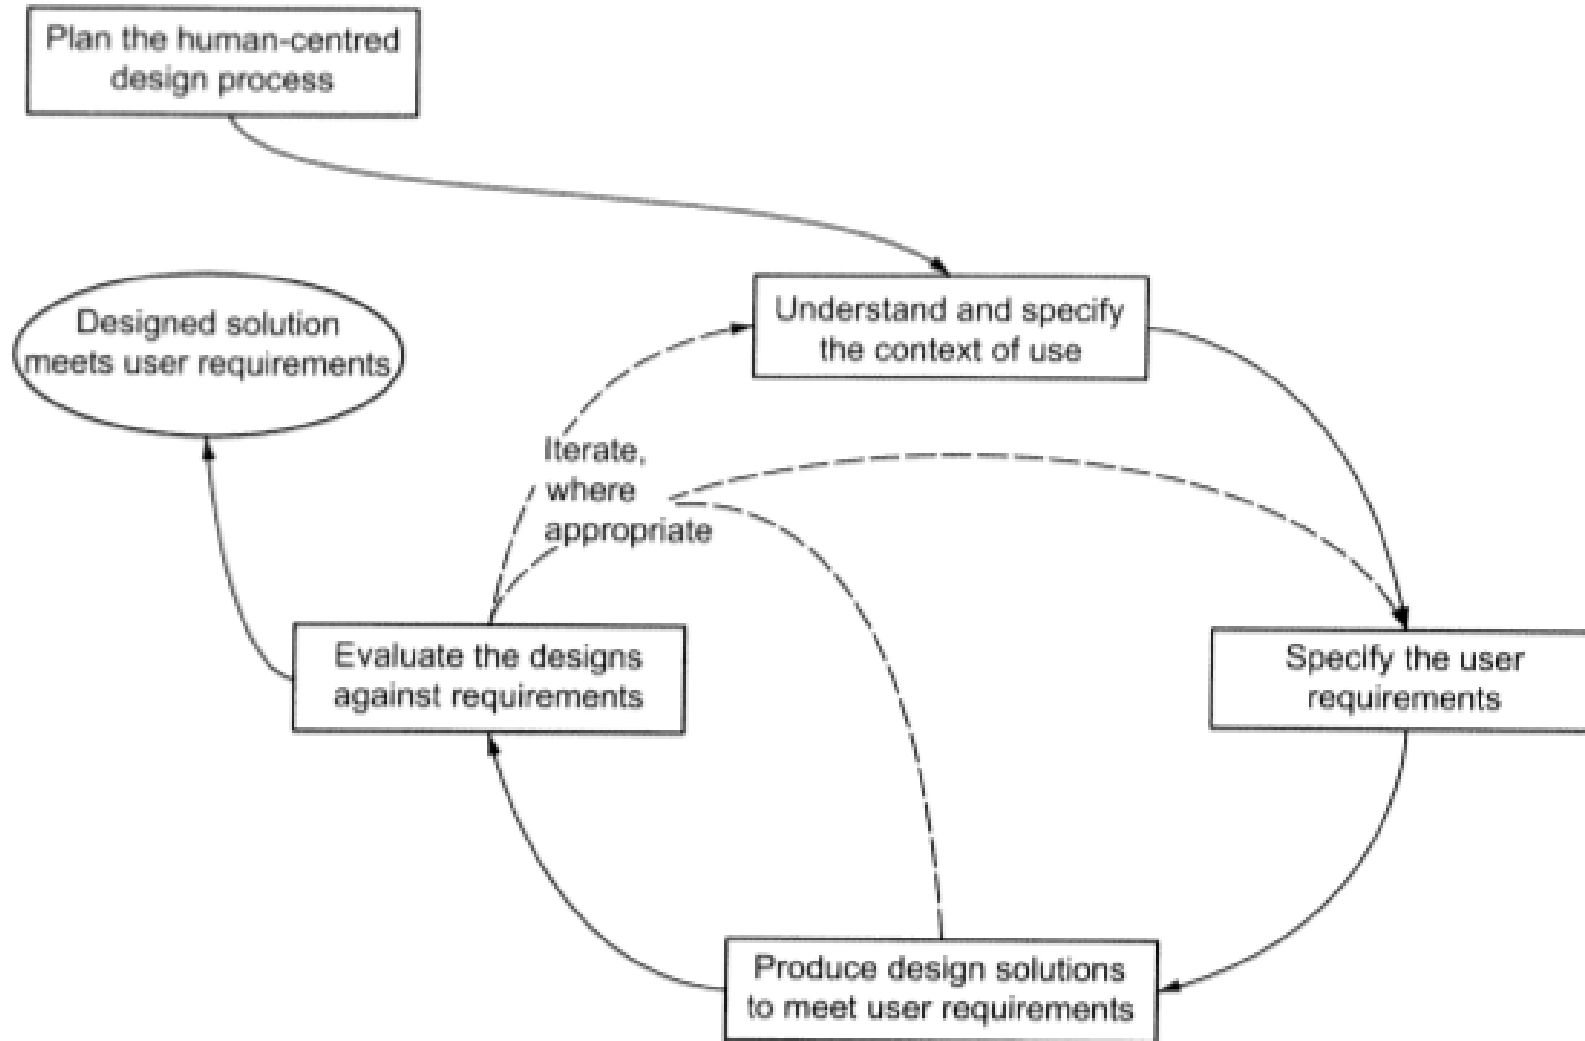 Plan the human-centred
design process
Understand and specify
the context of use
Designed solution
meets user requirements
Iterate,
where
appropriate
Evaluate the designs
against requirements
Specify the user
requirements
Produce design solutions
to meet user requirements